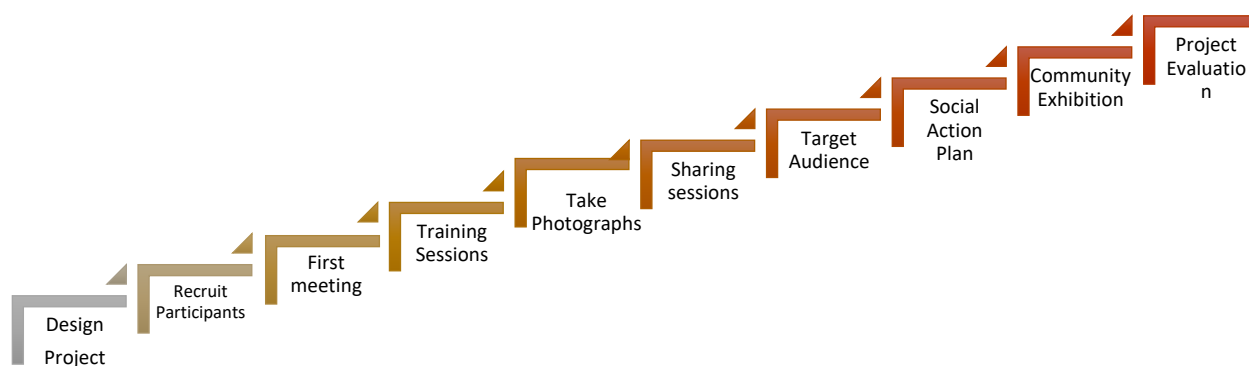 Design
Project
Recruit
Participants
First
meeting
Training
Sessions
Take
Photographs
Sharing
sessions
Target
Audience
Social
Action
Plan
Community
Exhibition
Project
Evaluatio
n